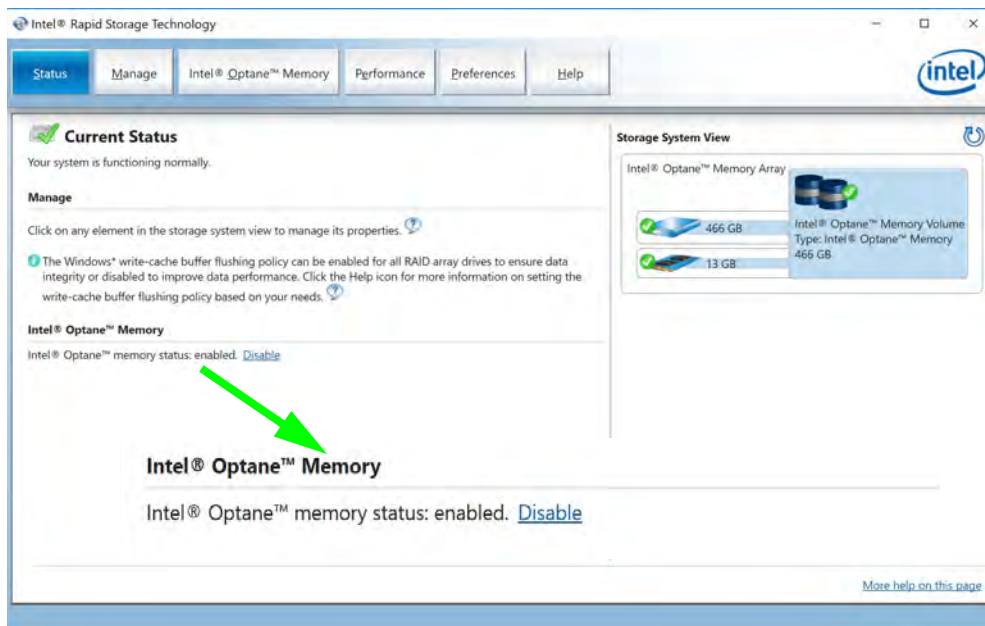 Intel® Rapid Storage Technology
Status
Manage
Intel® Optane™ Memory
Performance
Preferences
Help
intel
Current Status
Your system is functioning normally.
Manage
Click on any element in the storage system view to manage its properties.
The Windows* write-cache buffer flushing policy can be enabled for all RAID array drives to ensure data
integrity or disabled to improve data performance. Click the Help icon for more information on setting the
write-cache buffer flushing policy based on your needs.
Intel® Optane™ Memory
Intel® Optane™ memory status: enabled. Disable
Storage System View
Intel® Optane™ Memory Array
466 GB
13 GB
Intel® Optane™ Memory Volume
Type: Intel® Optane™ Memory
466 GB
Intel® Optane™ Memory
Intel® Optane™ memory status: enabled. Disable
More help on this page